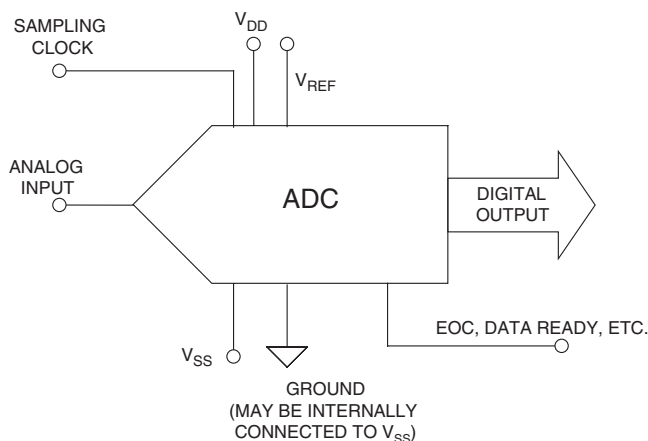 SAMPLING
CLOCK
V_DD
V_REF
ANALOG
INPUT
ADC
DIGITAL
OUTPUT
V_SS
EOC, DATA READY, ETC.
GROUND
(MAY BE INTERNALLY
CONNECTED TO V_SS)